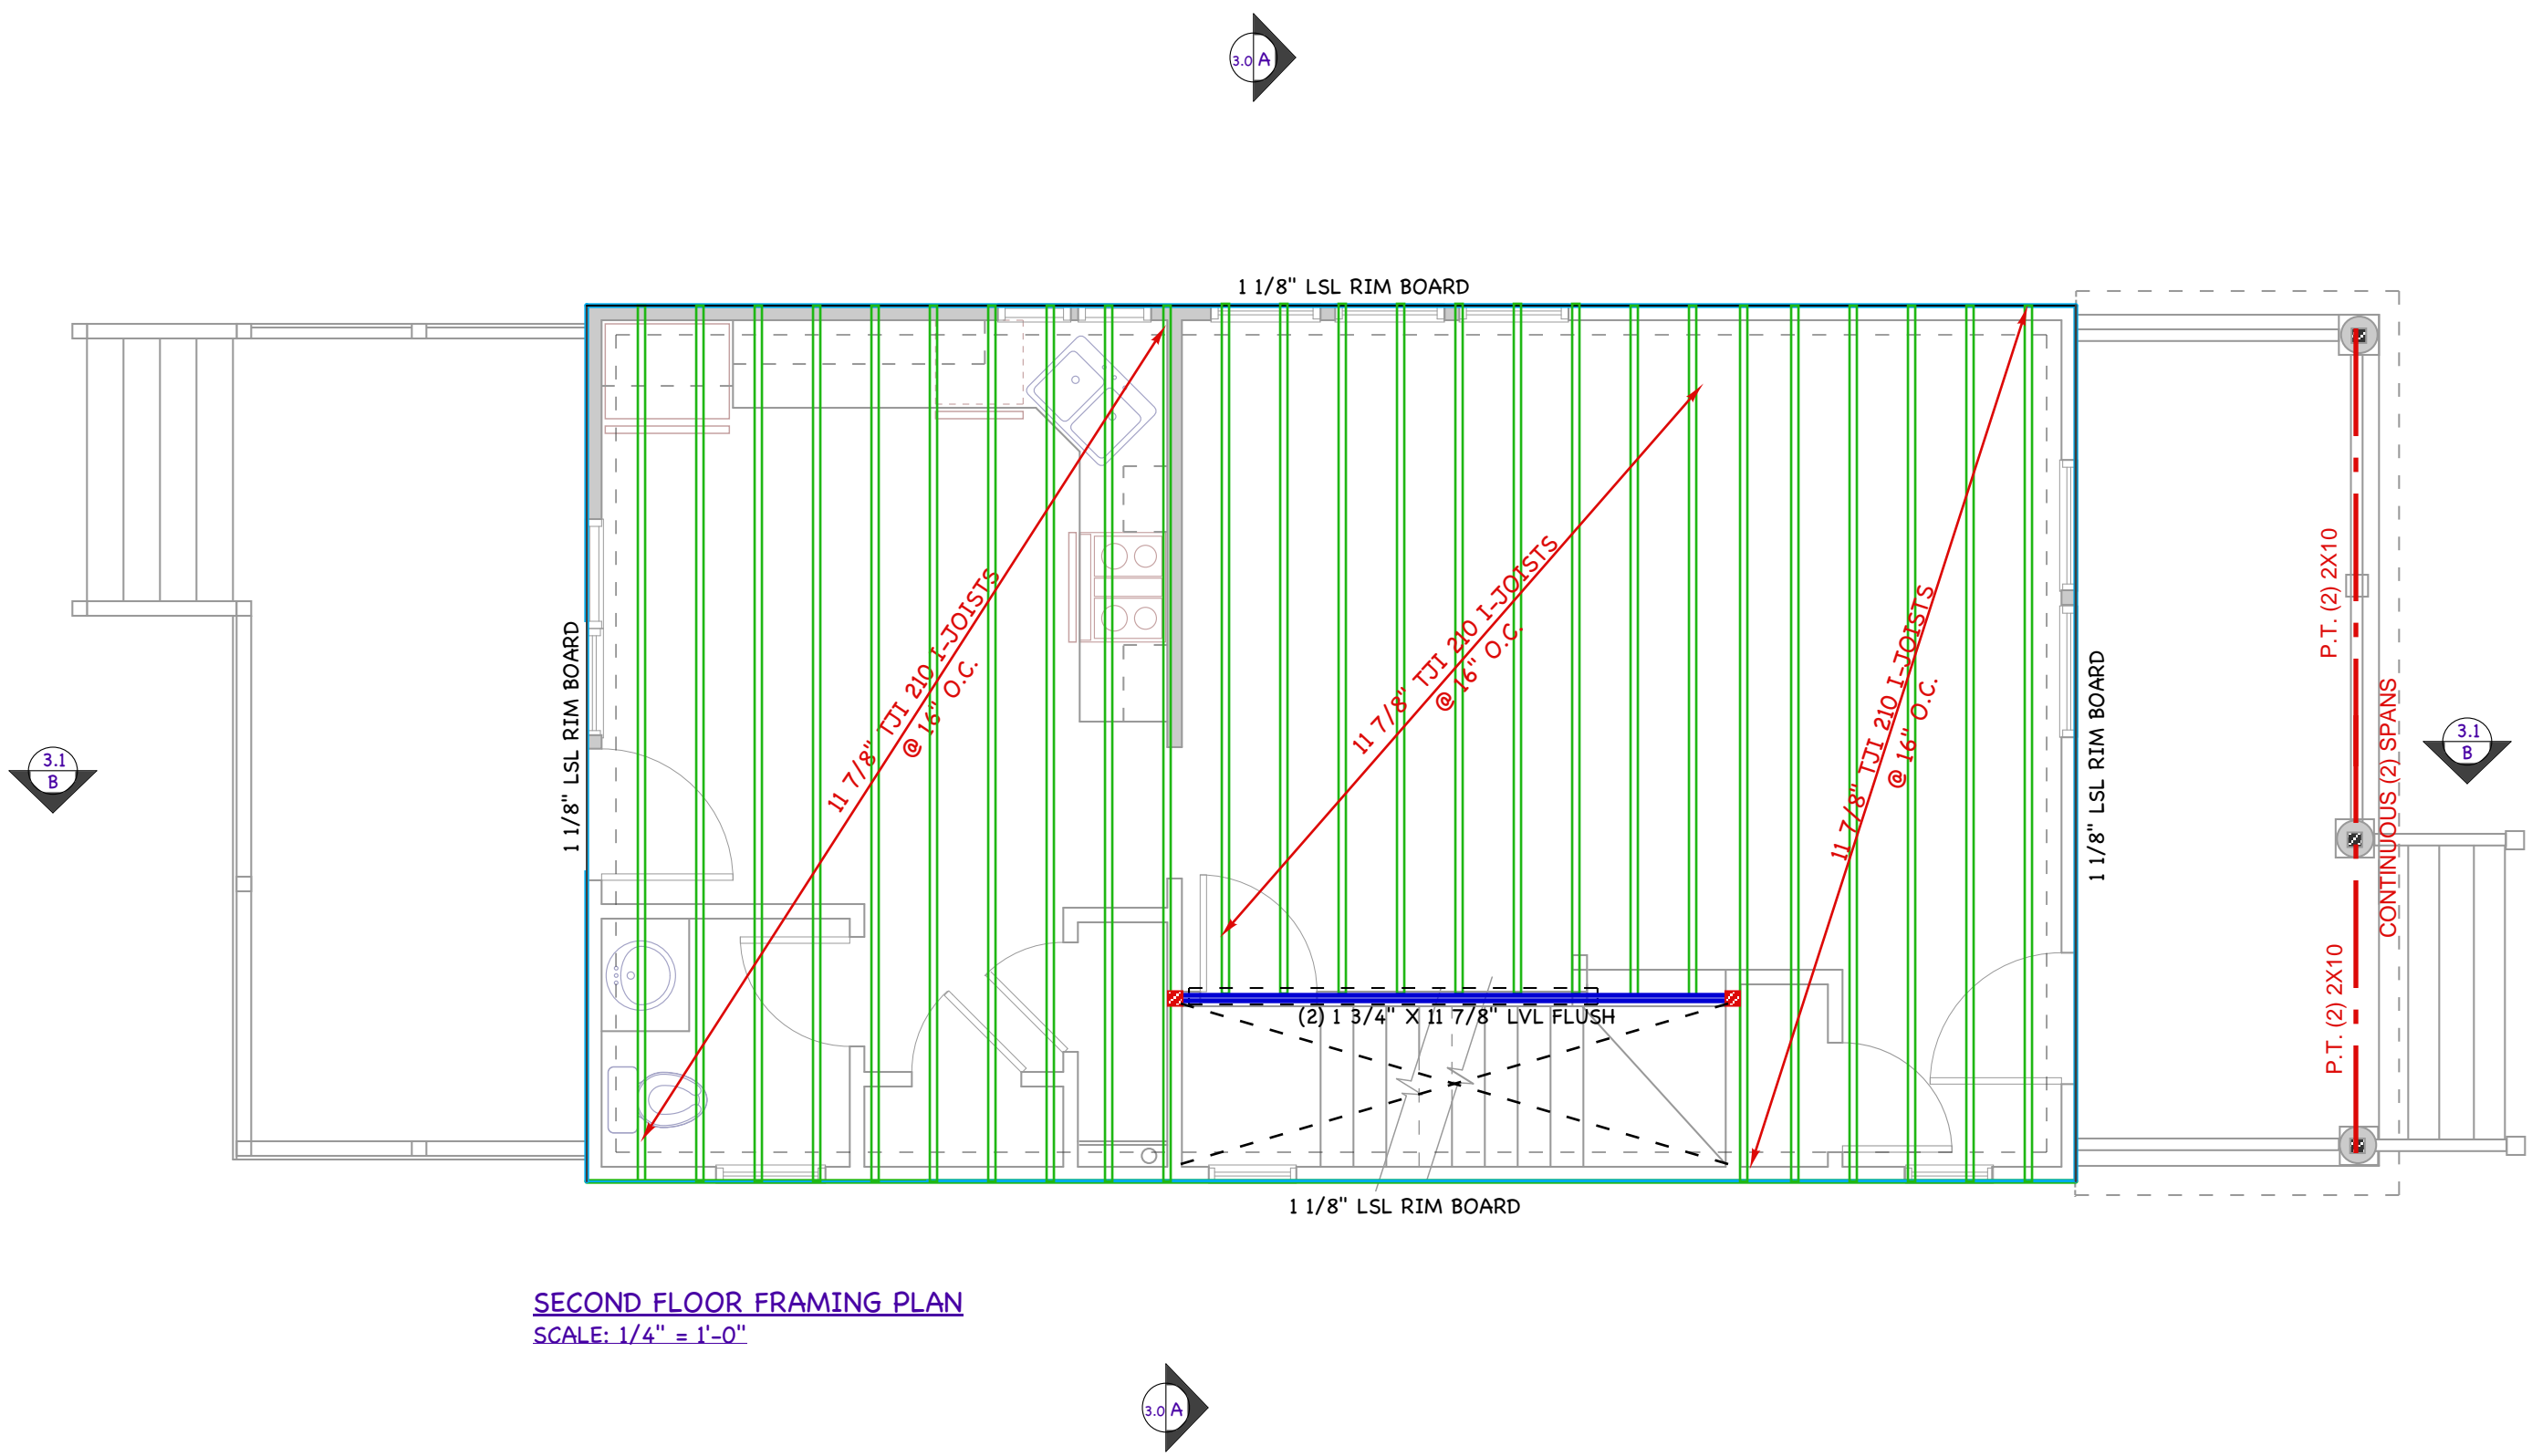 3.0 A
1 1/8" LSL RIM BOARD
11 7/8" TJI 210 I-JOISTS
@ 16" O.C.
11 7/8" TJI 210 I-JOISTS
@ 16" O.C.
11 7/8" TJI 210 I-JOISTS
@ 16" O.C.
1 1/8" LSL RIM BOARD
1 1/8" LSL RIM BOARD
P.T. (2) 2X10
CONTINUOUS (2) SPANS
P.T. (2) 2X10
3.1
B
3.1
B
(2) 1 3/4" X 11 7/8" LVL FLUSH
1 1/8" LSL RIM BOARD
SECOND FLOOR FRAMING PLAN
SCALE: 1/4" = 1'-0"
3.0 A